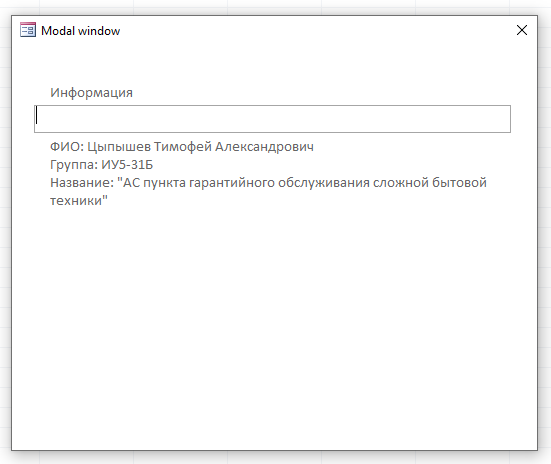 Modal window
Информация
ФИО: Цыпышев Тимофей Александрович
Группа: ИУ5-31Б
Название: "АС пункта гарантийного обслуживания сложной бытовой
техники"